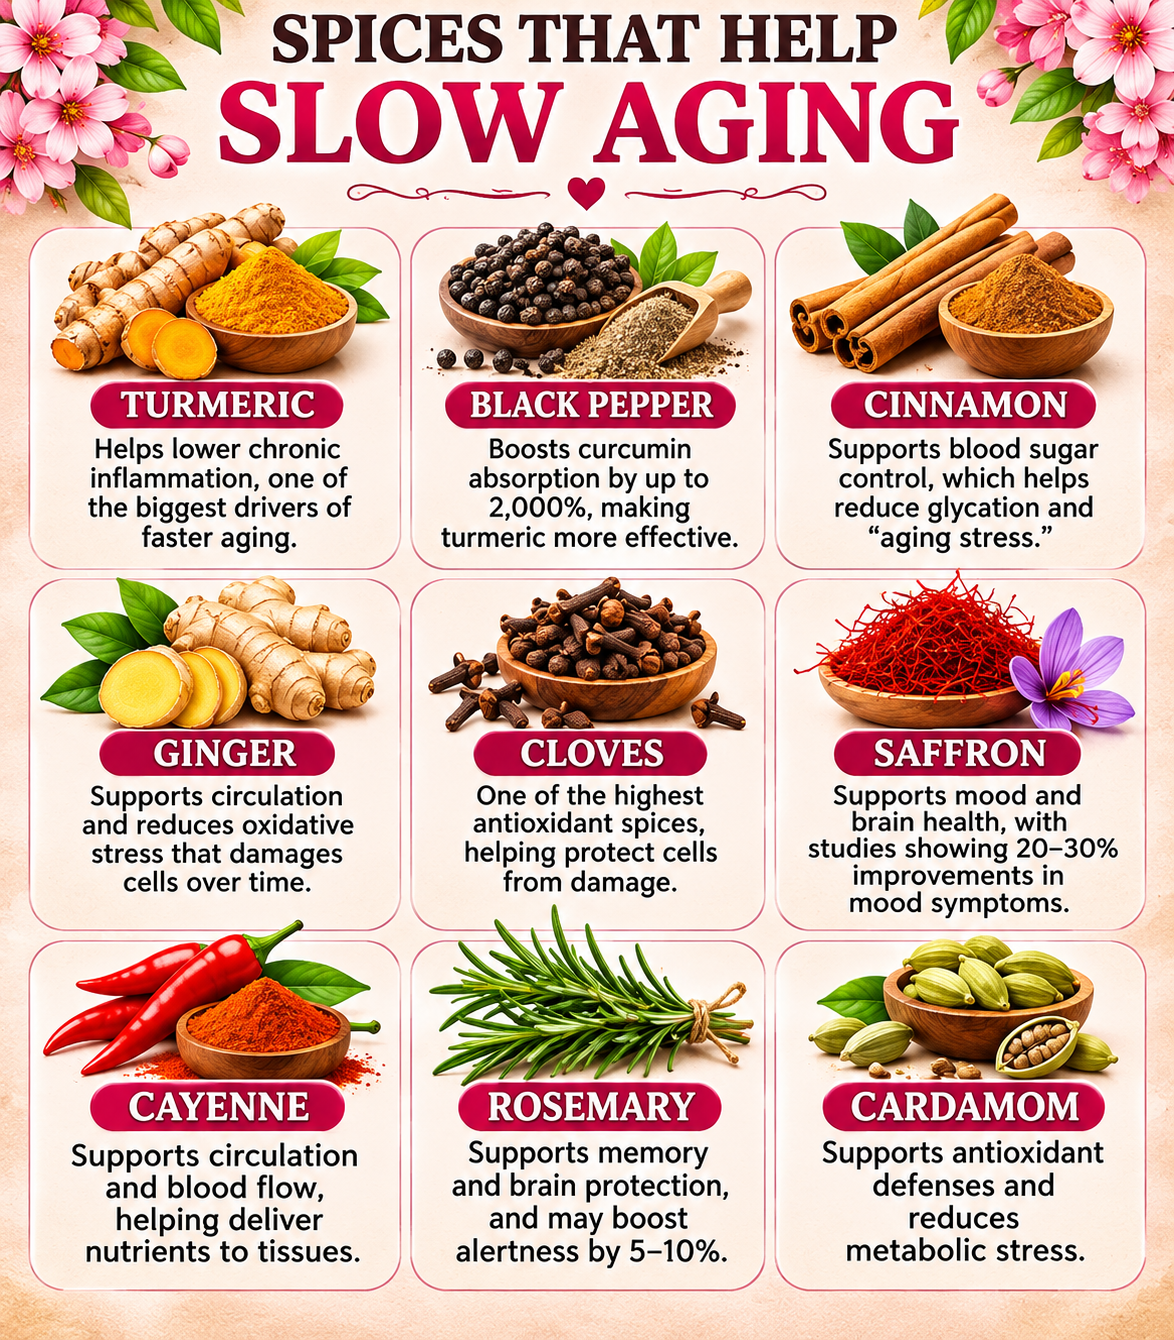 SPICES THAT HELP
SLOW AGING
TURMERIC
Helps lower chronic
inflammation, one of
the biggest drivers of
faster aging.
BLACK PEPPER
Boosts curcumin
absorption by up to
2,000%, making
turmeric more effective.
CINNAMON
Supports blood sugar
control, which helps
reduce glycation and
“aging stress.”
GINGER
Supports circulation
and reduces oxidative
stress that damages
cells over time.
CLOVES
One of the highest
antioxidant spices,
helping protect cells
from damage.
SAFFRON
Supports mood and
brain health, with
studies showing 20–30%
improvements in
mood symptoms.
CAYENNE
Supports circulation
and blood flow,
helping deliver
nutrients to tissues.
ROSEMARY
Supports memory
and brain protection,
and may boost
alertness by 5–10%.
CARDAMOM
Supports antioxidant
defenses and
reduces
metabolic stress.